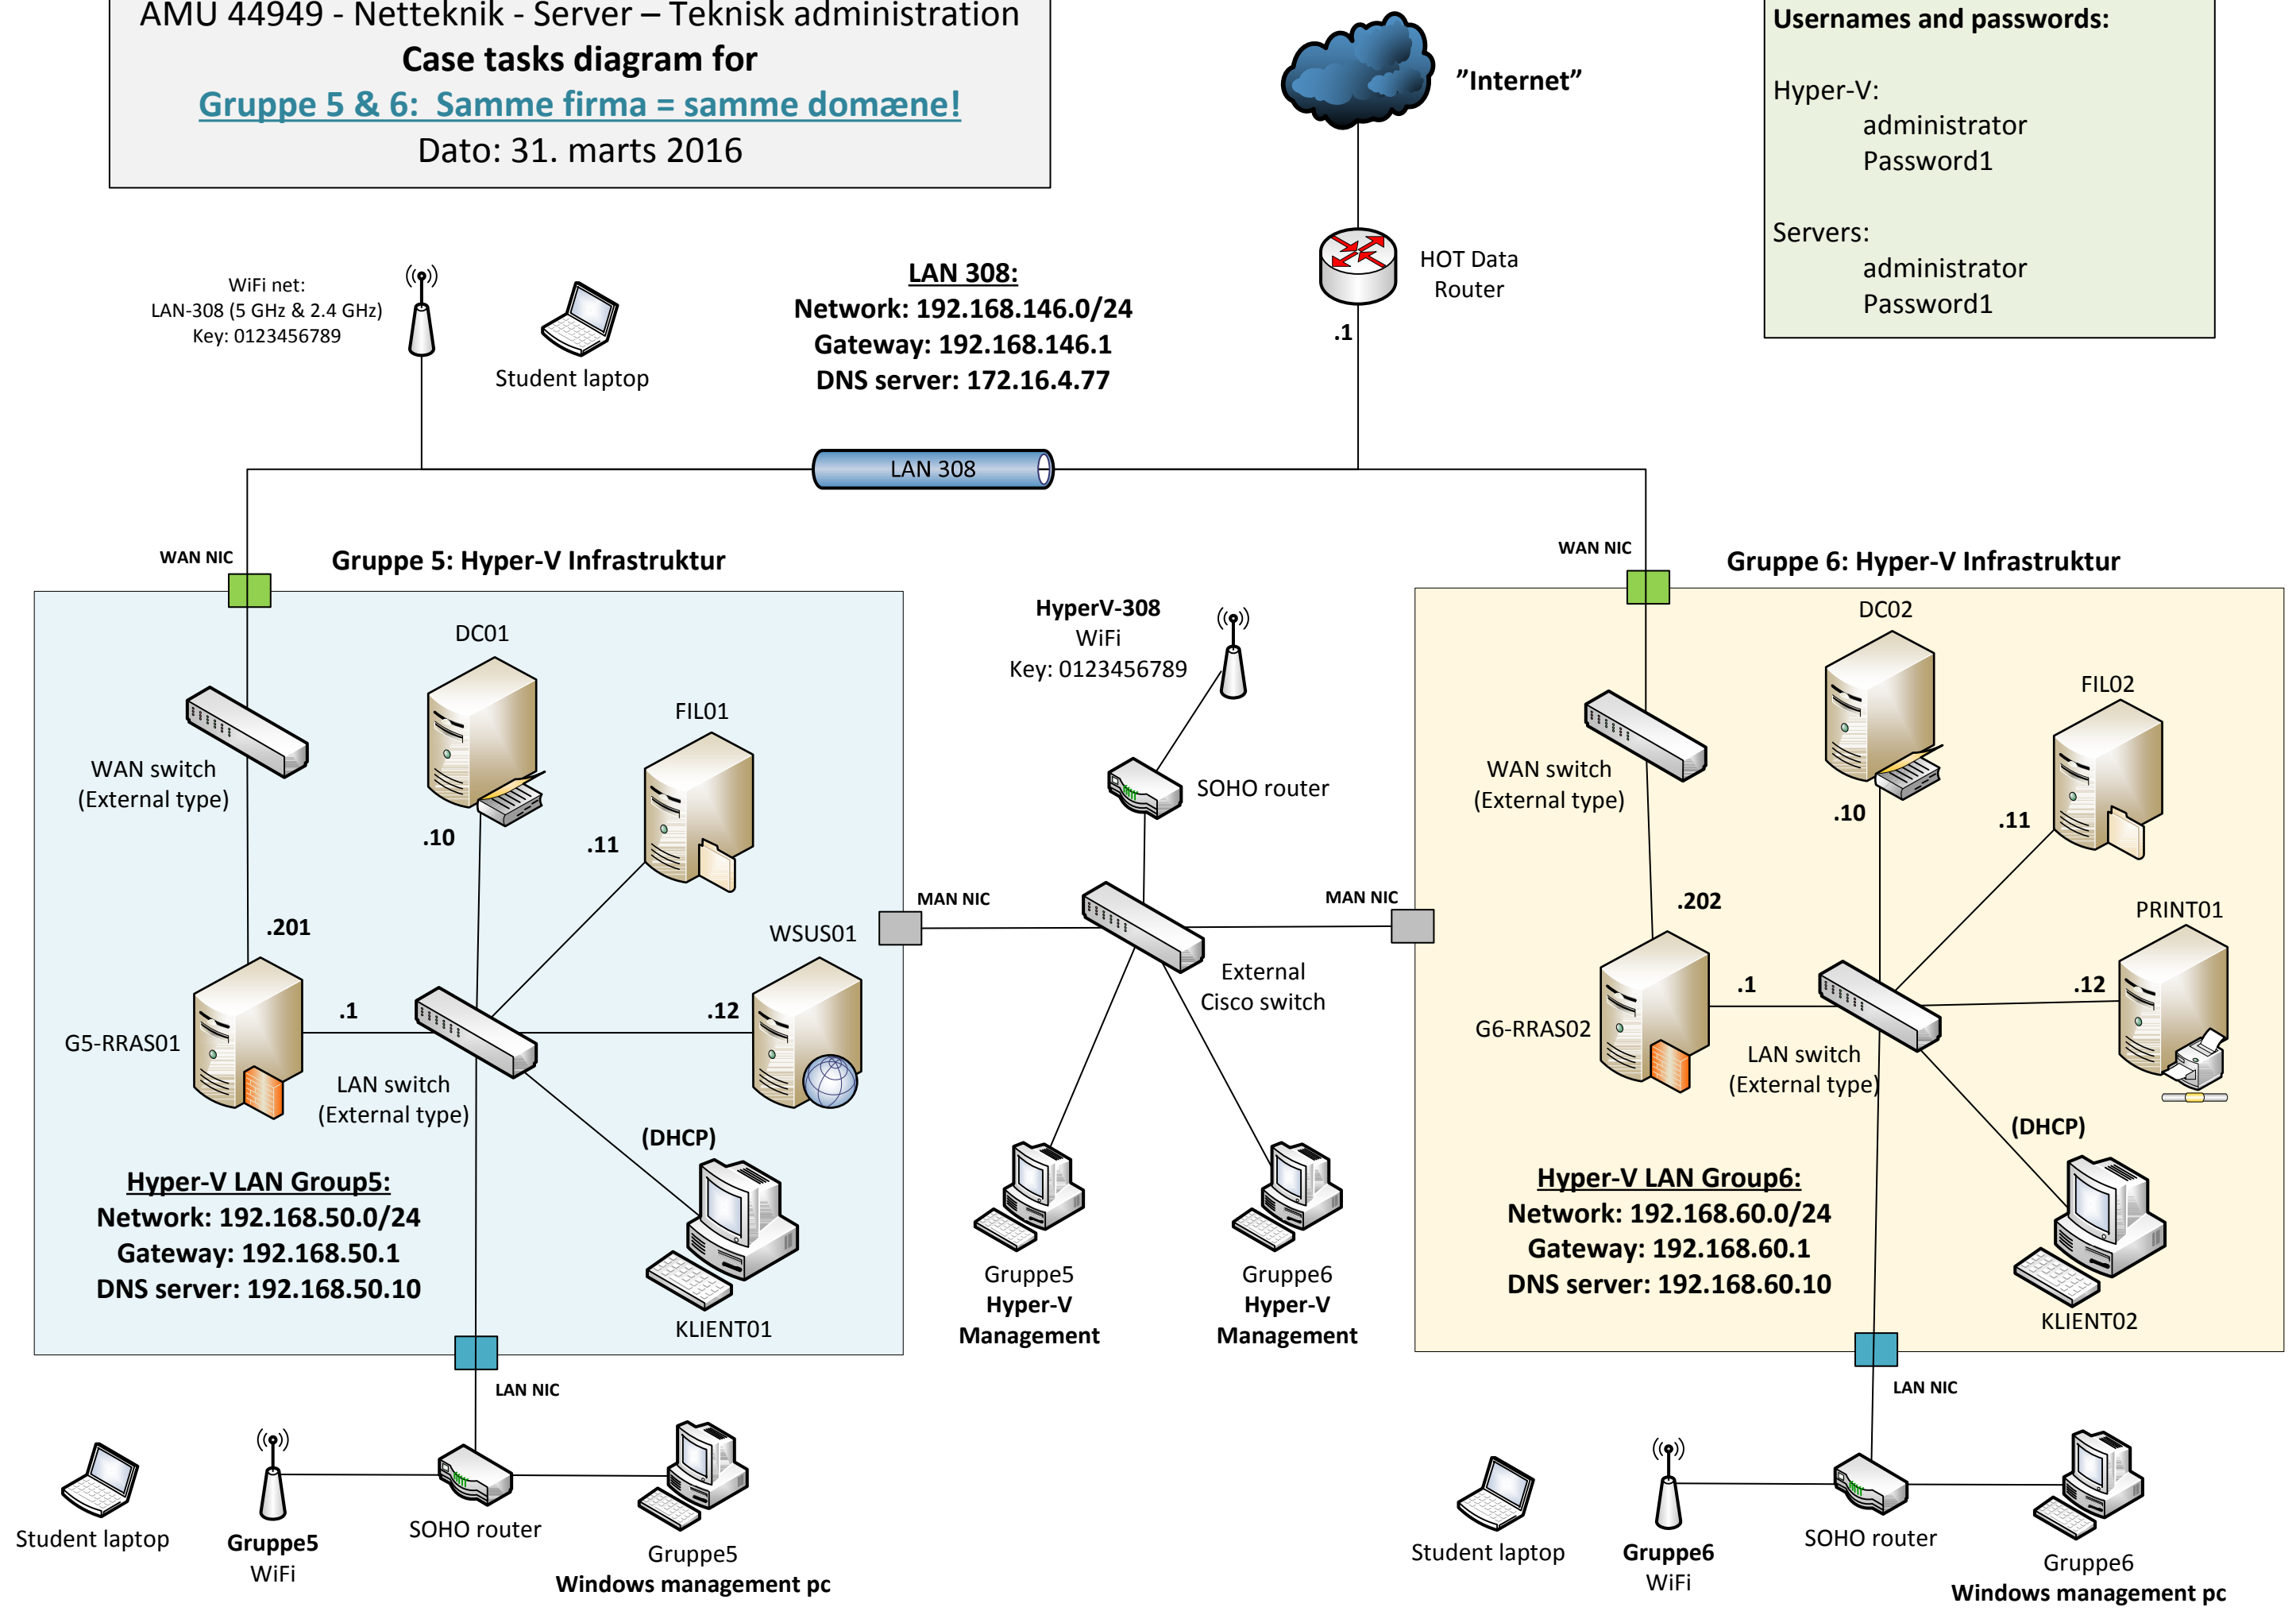 AMU 44949 - Netteknik - Server – Teknisk administration
Case tasks diagram for
Gruppe 5 & 6:  Samme firma = samme domæne!
Dato: 31. marts 2016
Usernames and passwords:
Hyper-V:
administrator
Password1
Servers:
administrator
Password1
”Internet”
HOT Data
Router
.1
WiFi net:
LAN-308 (5 GHz & 2.4 GHz)
Key: 0123456789
Student laptop
LAN 308:
Network: 192.168.146.0/24
Gateway: 192.168.146.1
DNS server: 172.16.4.77
LAN 308
WAN NIC
Gruppe 5: Hyper-V Infrastruktur
DC01
FIL01
WAN switch
(External type)
.10
.11
.201
WSUS01
G5-RRAS01
.1
.12
LAN switch
(External type)
(DHCP)
Hyper-V LAN Group5:
Network: 192.168.50.0/24
Gateway: 192.168.50.1
DNS server: 192.168.50.10
KLIENT01
LAN NIC
Student laptop
Gruppe5
WiFi
SOHO router
Gruppe5
Windows management pc
HyperV-308
WiFi
Key: 0123456789
SOHO router
MAN NIC
MAN NIC
External
Cisco switch
Gruppe5
Hyper-V
Management
Gruppe6
Hyper-V
Management
WAN NIC
Gruppe 6: Hyper-V Infrastruktur
DC02
FIL02
WAN switch
(External type)
.10
.11
.202
PRINT01
G6-RRAS02
.1
.12
LAN switch
(External type)
(DHCP)
Hyper-V LAN Group6:
Network: 192.168.60.0/24
Gateway: 192.168.60.1
DNS server: 192.168.60.10
KLIENT02
LAN NIC
Student laptop
Gruppe6
WiFi
SOHO router
Gruppe6
Windows management pc